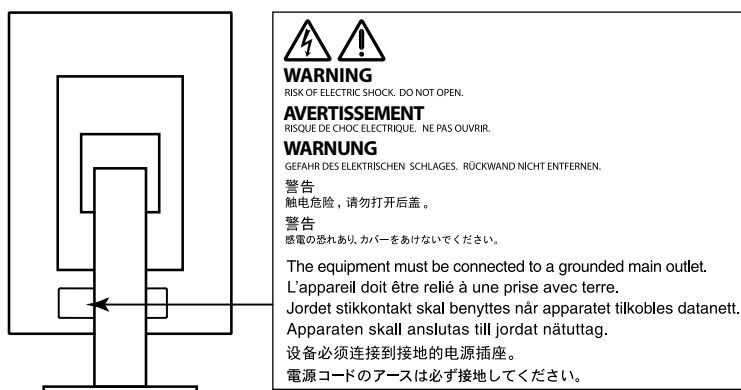 WARNING
RISK OF ELECTRIC SHOCK. DO NOT OPEN.
AVERTISSEMENT
RISQUE DE CHOC ELECTRIQUE. NE PAS OUVRIR.
WARNUNG
GEFAHR DES ELEKTRISCHEN SCHLAGES. RÜCKWAND NICHT ENTFERNEN.
警告
触电危险，请勿打开后盖。
警告
感電の恐れあり、カバーをあけないでください。
The equipment must be connected to a grounded main outlet.
L'appareil doit être relié à une prise avec terre.
Jordet stikkontakt skal benyttes når apparatet tilkobles datanett.
Apparaten skall anslutas till jordat nätuttag.
设备必须连接到接地的电源插座。
電源コードのアースは必ず接地してください。